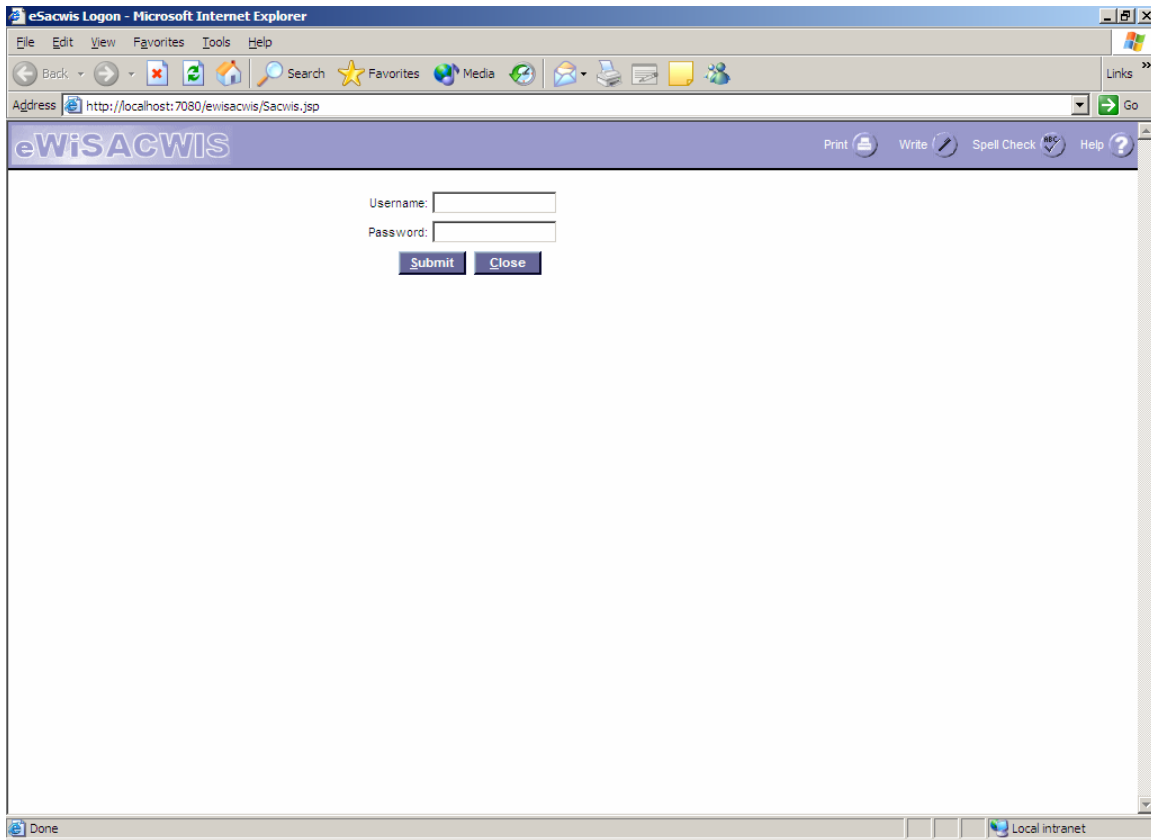 eSacwis Logon - Microsoft Internet Explorer
File Edit View Favorites Tools Help
Back Search Favorites Media Links »
Address http://localhost:7080/ewisacwis/Sacwis.jsp Go
eWiSACWIS Print Write Spell Check ABC Help ?
Username:
Password:
Submit Close
Done Local intranet